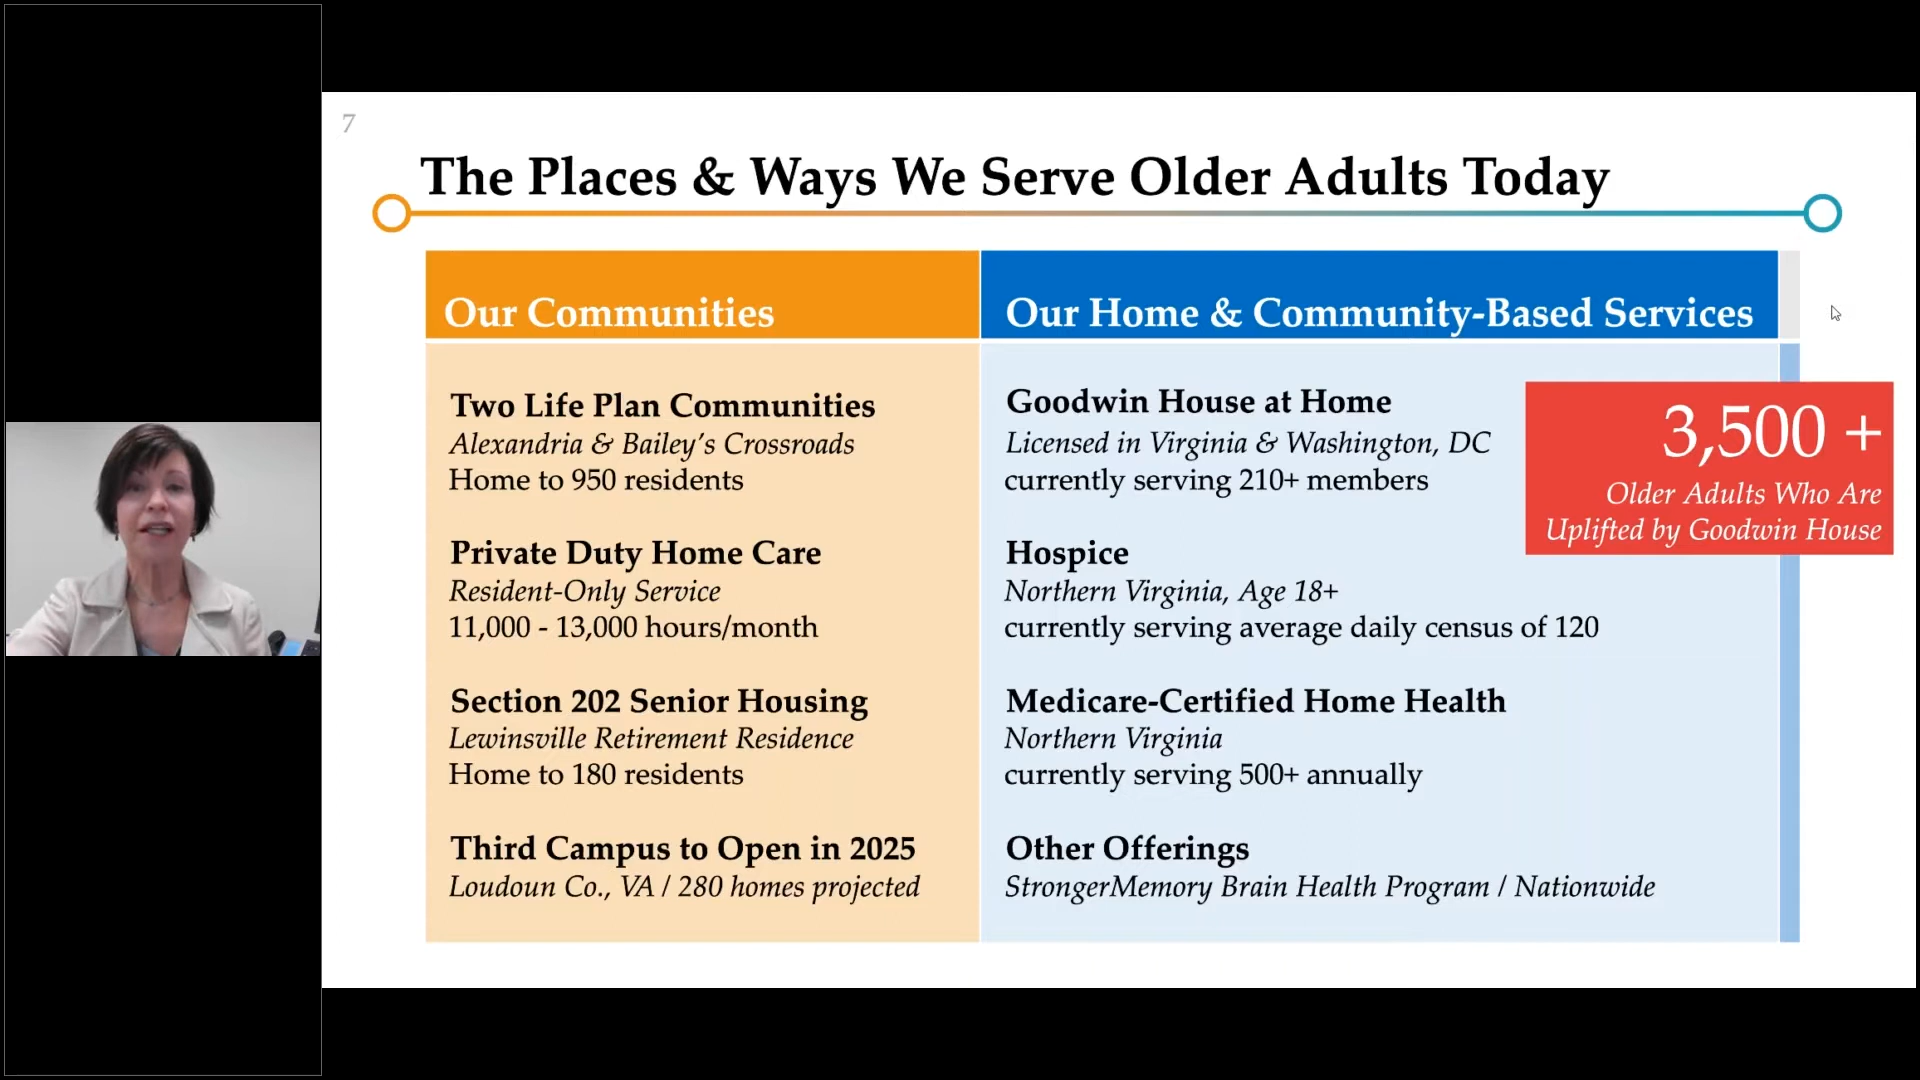 7
The Places & Ways We Serve Older Adults Today
Our Communities
Two Life Plan Communities
Alexandria & Bailey's Crossroads
Home to 950 residents
Private Duty Home Care
Resident-Only Service
11,000 - 13,000 hours/month
Section 202 Senior Housing
Lewinsville Retirement Residence
Home to 180 residents
Third Campus to Open in 2025
Loudoun Co., VA / 280 homes projected
Our Home & Community-Based Services
Goodwin House at Home
Licensed in Virginia & Washington, DC
currently serving 210+ members
Hospice
Northern Virginia, Age 18+
currently serving average daily census of 120
Medicare-Certified Home Health
Northern Virginia
currently serving 500+ annually
Other Offerings
StrongerMemory Brain Health Program / Nationwide
3,500 +
Older Adults Who Are
Uplifted by Goodwin House